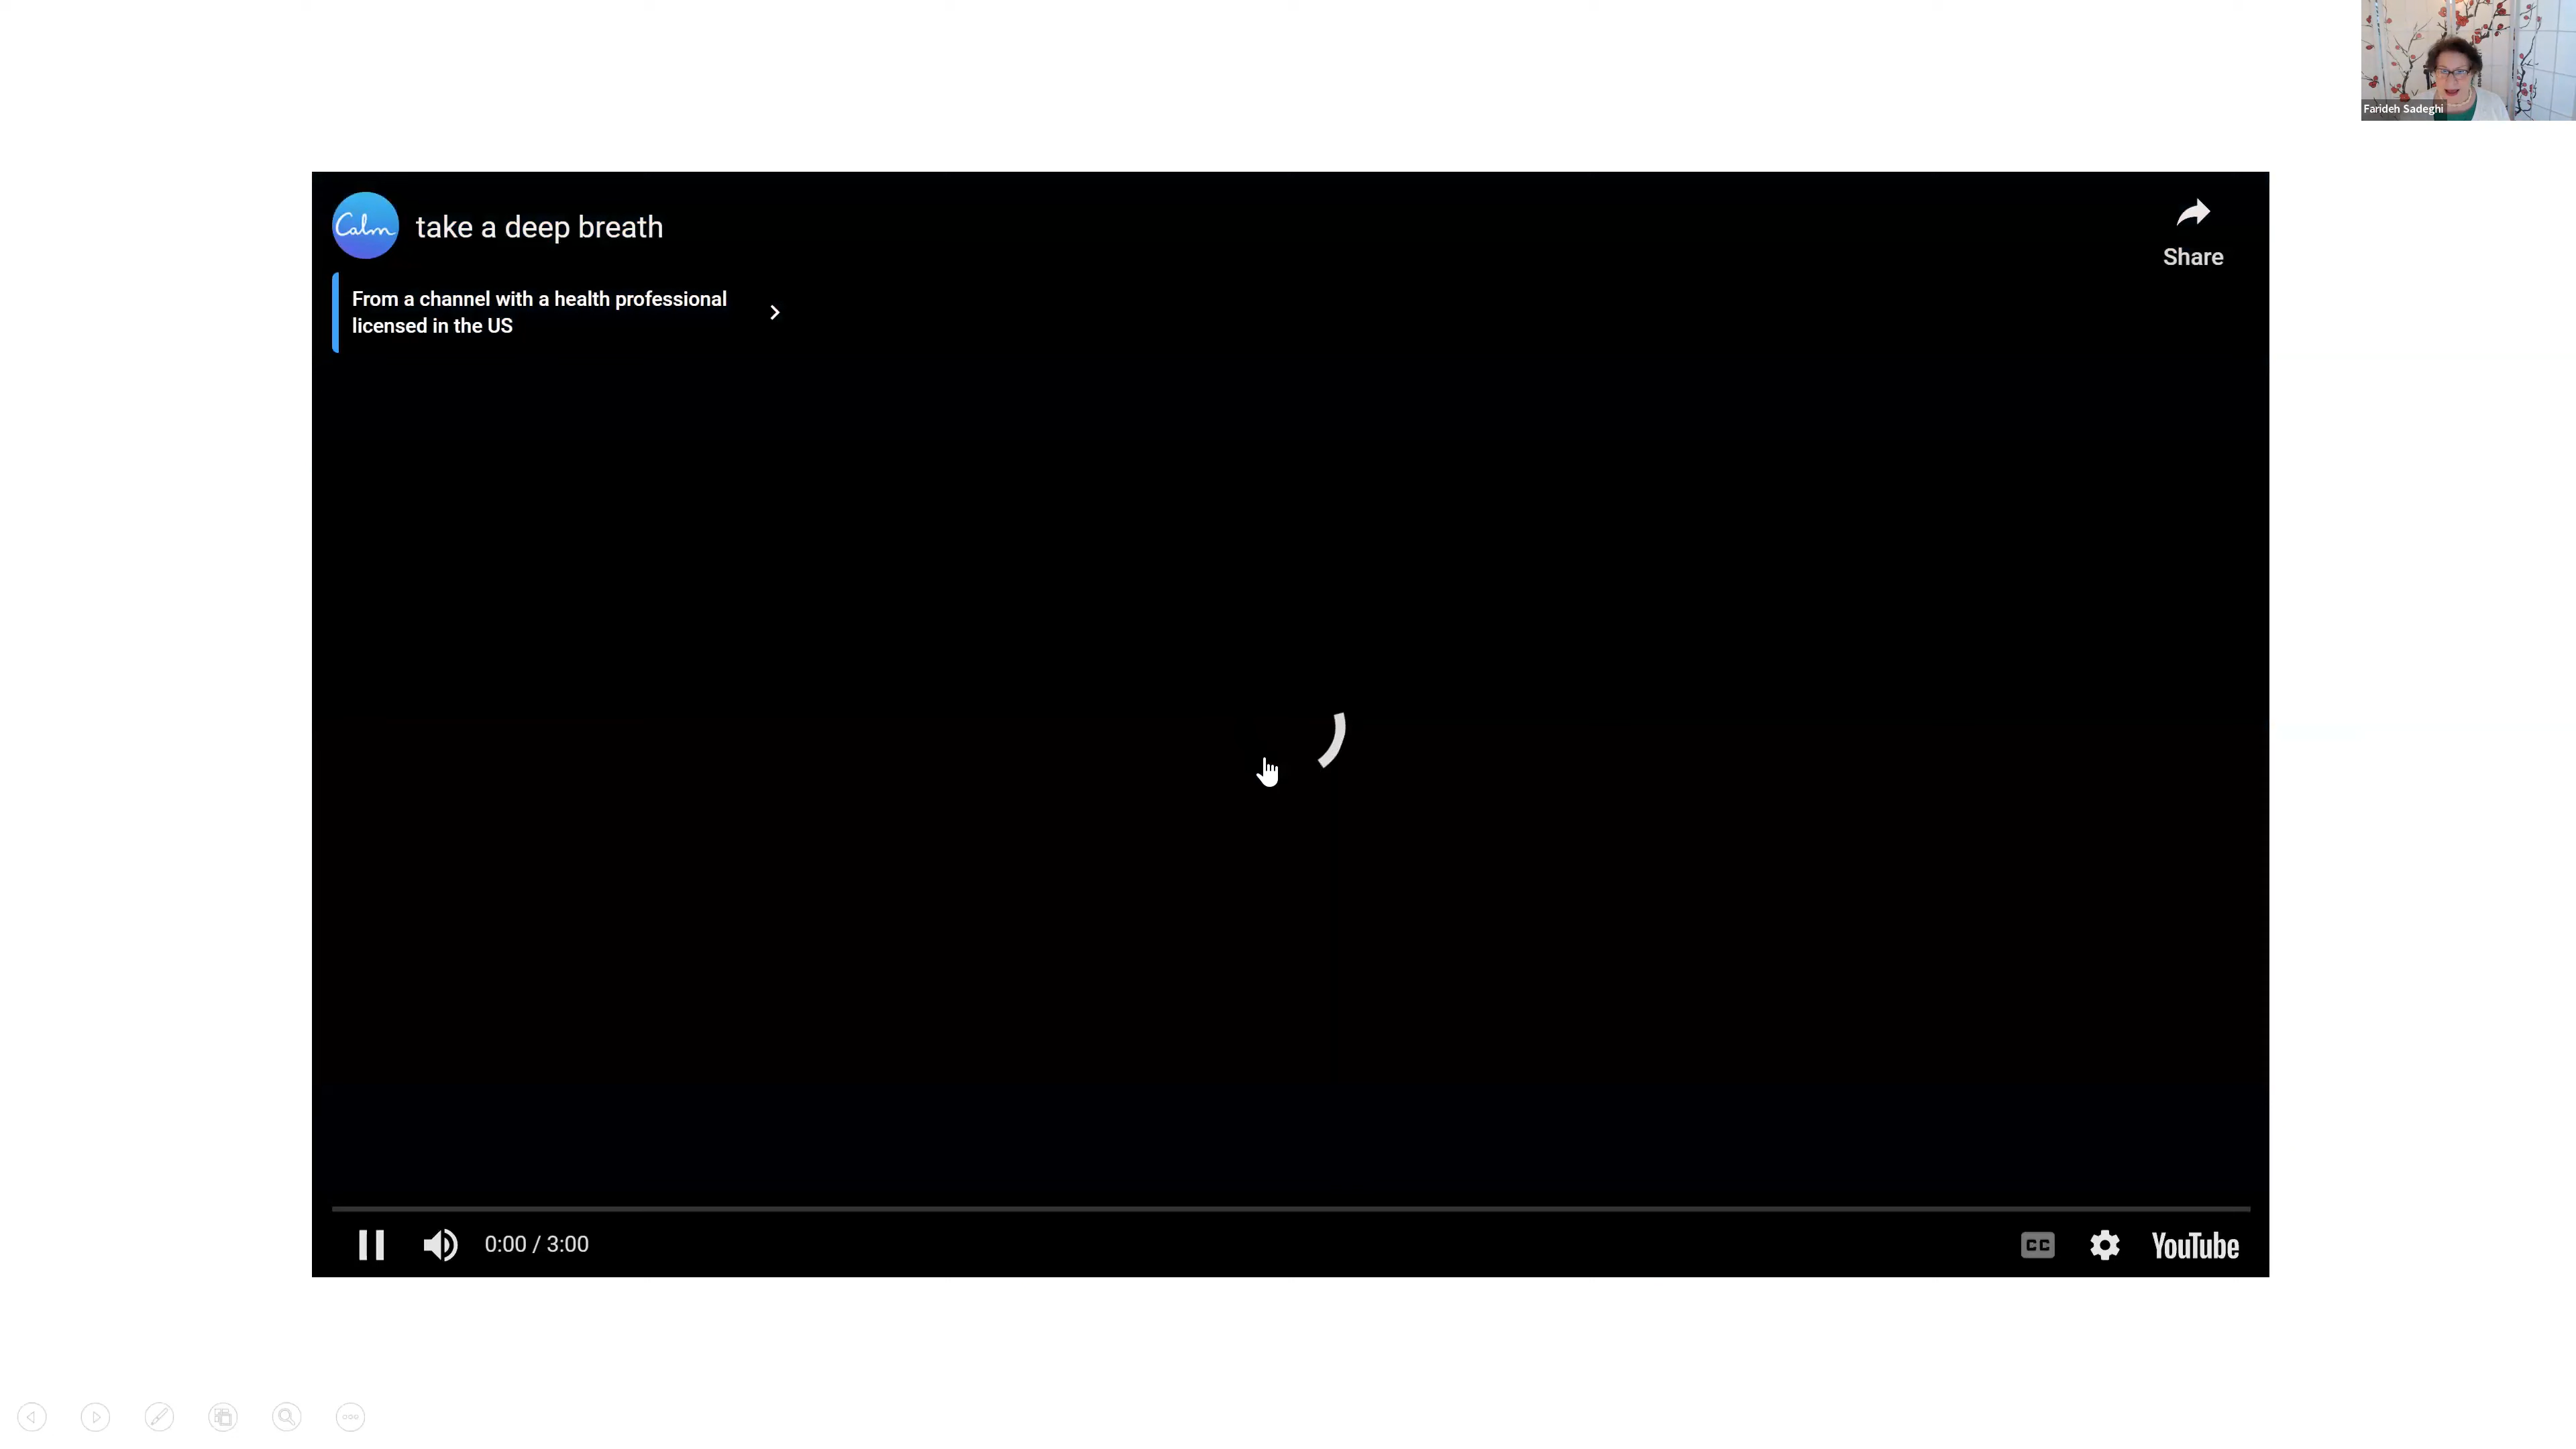 Farideh Sadeghi
Calm
take a deep breath
Share
From a channel with a health professional
licensed in the US
0:00 / 3:00
CC
YouTube